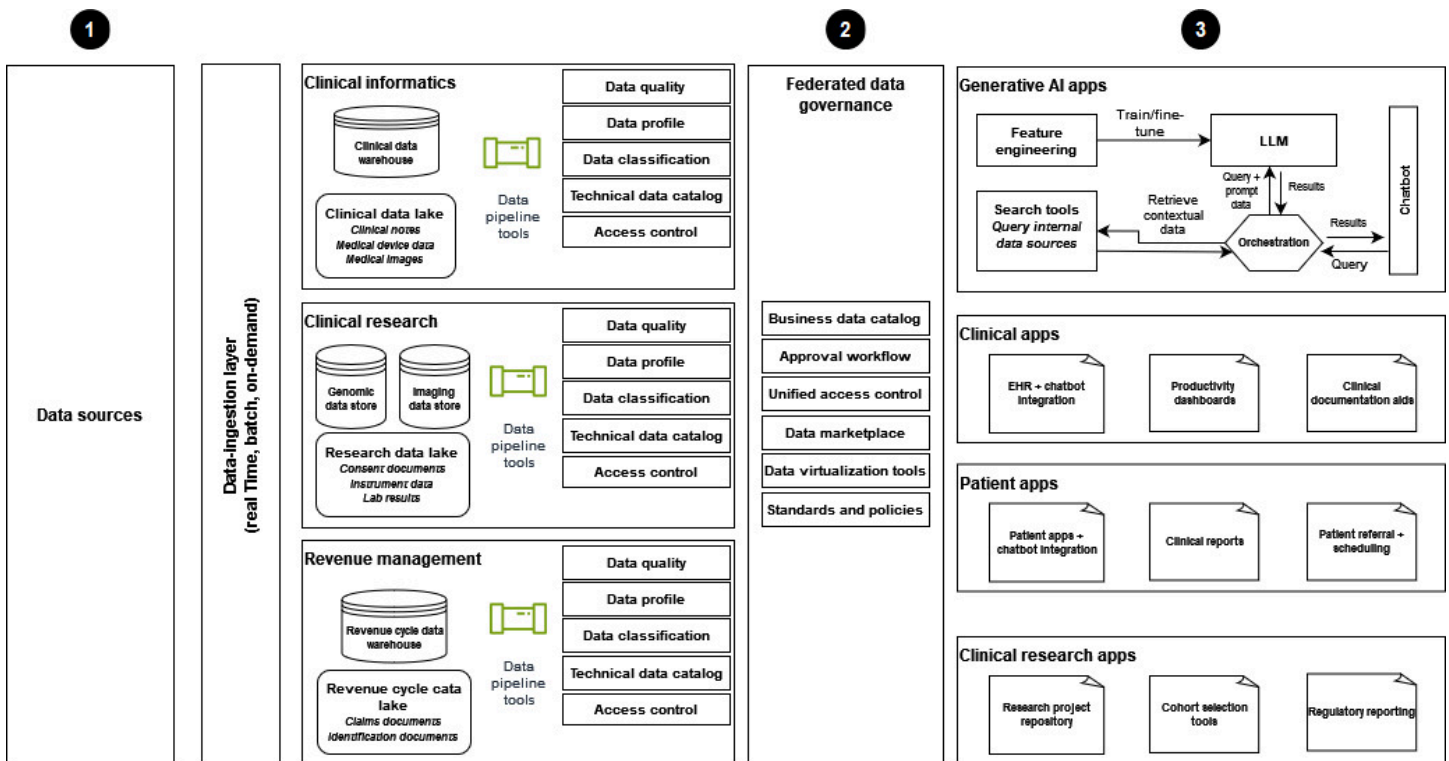 1
2
3
Data sources
Data-ingestion layer
(real Time, batch, on-demand)
Clinical informatics
Clinical data
warehouse
Clinical data lake
Clinical notes
Medical device data
Medical images
Data
pipeline
tools
Data quality
Data profile
Data classification
Technical data catalog
Access control
Clinical research
Genomic
data store
Imaging
data store
Research data lake
Consent documents
Instrument data
Lab results
Data
pipeline
tools
Data quality
Data profile
Data classification
Technical data catalog
Access control
Revenue management
Revenue cycle data
warehouse
Revenue cycle cata
lake
Claims documents
Identification documents
Data
pipeline
tools
Data quality
Data profile
Data classification
Technical data catalog
Access control
Federated data
governance
Business data catalog
Approval workflow
Unified access control
Data marketplace
Data virtualization tools
Standards and policies
Generative AI apps
Feature
engineering
Train/fine-
tune
LLM
Query +
prompt
data
Results
Search tools
Query internal
data sources
Retrieve
contextual
data
Orchestration
Results
Query
Chatbot
Clinical apps
EHR + chatbot
integration
Productivity
dashboards
Clinical
documentation aids
Patient apps
Patient apps +
chatbot integration
Clinical reports
Patient referral +
scheduling
Clinical research apps
Research project
repository
Cohort selection
tools
Regulatory reporting